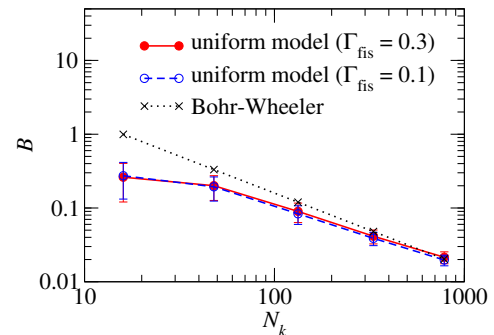 10
uniform model (Γfis = 0.3)
uniform model (Γfis = 0.1)
Bohr-Wheeler
1
B
0.1
0.01
10 100 1000
Nk